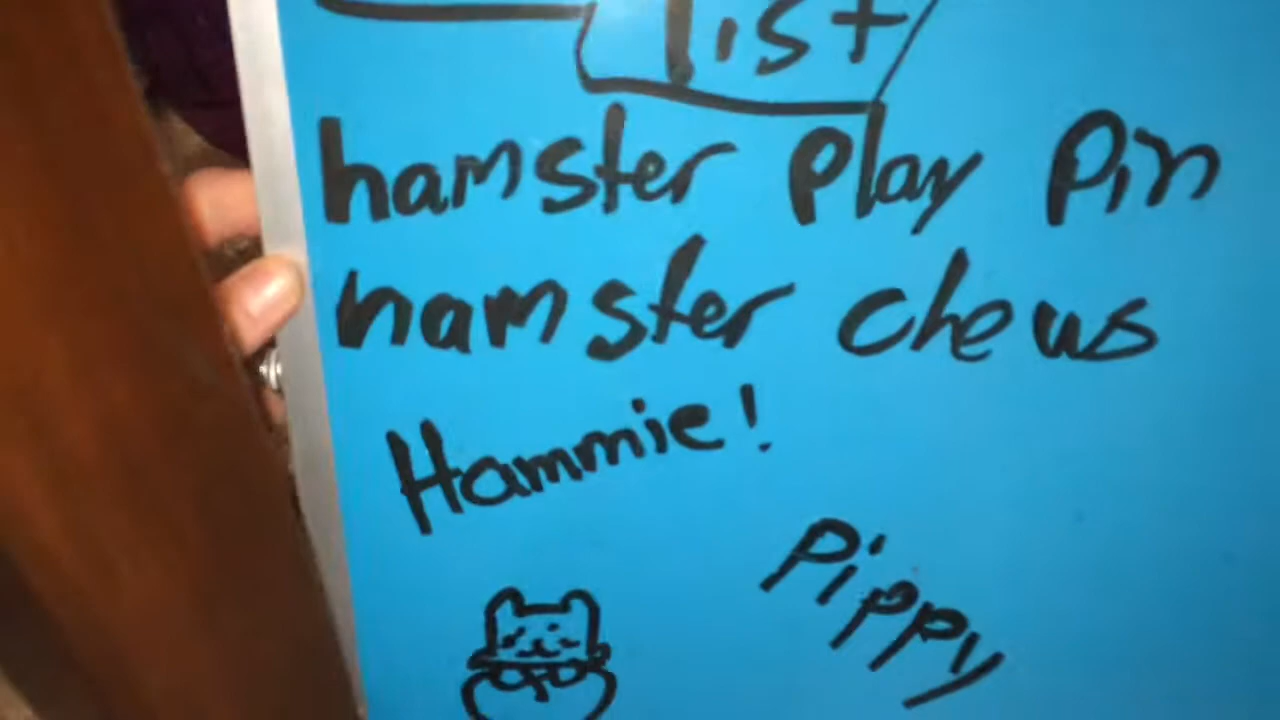 list
hamster play Pin
hamster chews
Hammie!
Pippy